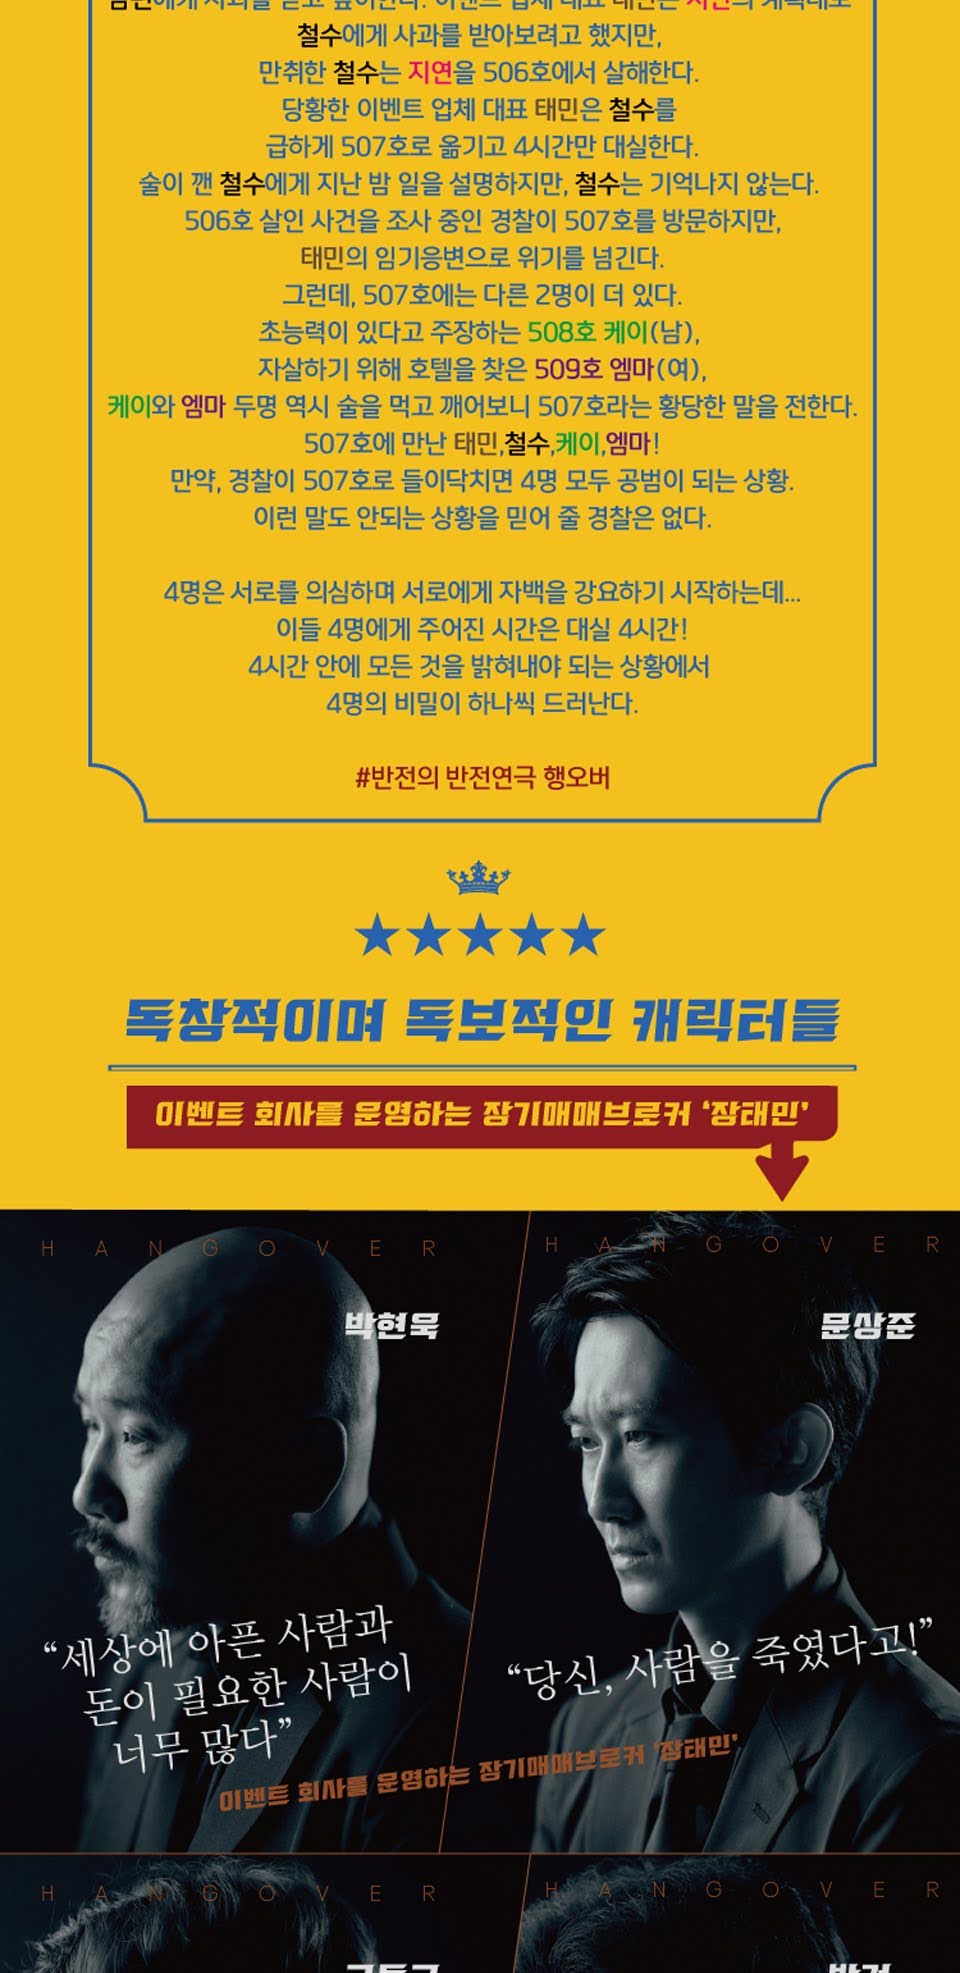 철수에게 사과를 받아보려고 했지만,
만취한 철수는 지연을 506호에서 살해한다.
당황한 이벤트 업체 대표 태민은 철수를
급하게 507호로 옮기고 4시간만 대실한다.
술이 깬 철수에게 지난 밤 일을 설명하지만, 철수는 기억나지 않는다.
506호 살인 사건을 조사 중인 경찰이 507호를 방문하지만,
태민의 임기응변으로 위기를 넘긴다.
그런데, 507호에는 다른 2명이 더 있다.
초능력이 있다고 주장하는 508호 케이(남),
자살하기 위해 호텔을 찾은 509호 엠마(여),
케이와 엠마 두명 역시 술을 먹고 깨어보니 507호라는 황당한 말을 전한다.
507호에 만난 태민,철수,케이,엠마!
만약, 경찰이 507호로 들이닥치면 4명 모두 공범이 되는 상황.
이런 말도 안되는 상황을 믿어 줄 경찰은 없다.
4명은 서로를 의심하며 서로에게 자백을 강요하기 시작하는데...
이들 4명에게 주어진 시간은 대실 4시간!
4시간 안에 모든 것을 밝혀내야 되는 상황에서
4명의 비밀이 하나씩 드러난다.
#반전의 반전연극 행오버
독창적이며 독보적인 캐릭터들
이벤트 회사를 운영하는 장기매매브로커 ‘장태민’
HANGOVER
HANGOVER
박현욱
문상준
“세상에 아픈 사람과
돈이 필요한 사람이
너무 많다”
“당신, 사람을 죽였다고!”
이벤트 회사를 운영하는 장기매매브로커 ‘장태민’
HANGOVER
HANGOVER